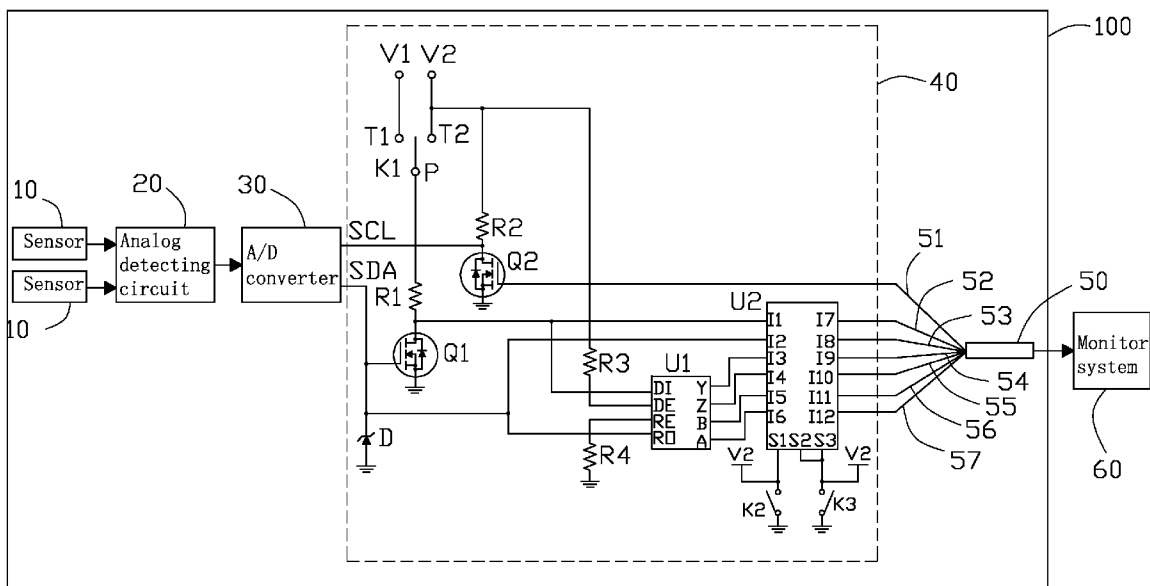 100
V1 V2
40
T1 T2
K1 P
10 20 30
Sensor
Analog
detecting
circuit
A/D
converter
Sensor
10
SCL
SDA
R2
Q2
R1
Q1
R3
D
R4
U1
DI Y
DE Z
RE B
RO A
U2
I1 I7
I2 I8
I3 I9
I4 I10
I5 I11
I6 I12
S1 S2 S3
V2 V2
K2 K3
51
52
53
50
54
55
56
57
Monitor
system
60